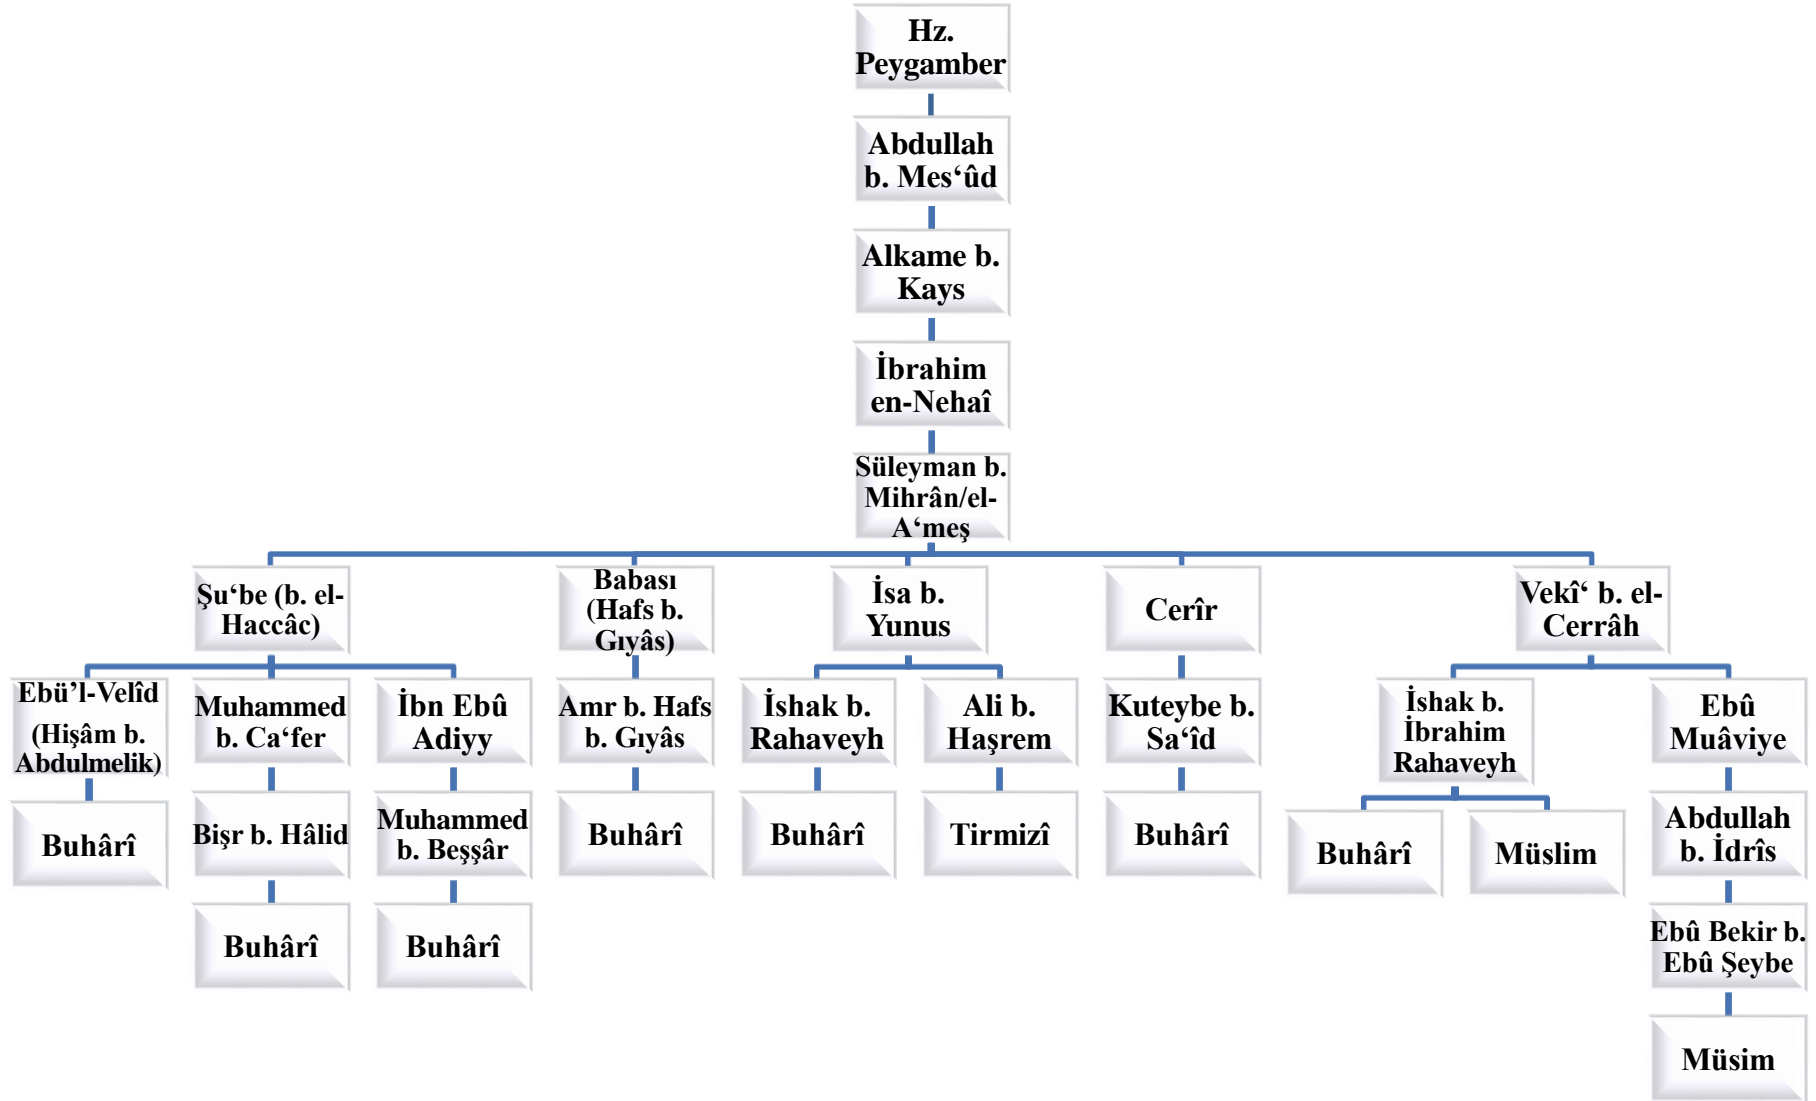 Hz.
Peygamber
Abdullah
b. Mes‘ûd
Alkame b.
Kays
İbrahim
en-Nehaî
Süleyman b.
Mihrân/el-
A‘meş
Şu‘be (b. el-
Haccâc)
Babası
(Hafs b.
Gıyâs)
İsa b.
Yunus
Cerîr
Vekî‘ b. el-
Cerrâh
Ebü’l-Velîd
(Hişâm b.
Abdulmelik)
Muhammed
b. Ca‘fer
İbn Ebû
Adiyy
Amr b. Hafs
b. Gıyâs
İshak b.
Rahaveyh
Ali b.
Haşrem
Kuteybe b.
Sa‘îd
İshak b.
İbrahim
Rahaveyh
Ebû
Muâviye
Buhârî
Bişr b. Hâlid
Muhammed
b. Beşşâr
Buhârî
Buhârî
Tirmizî
Buhârî
Buhârî
Müslim
Abdullah
b. İdrîs
Buhârî
Buhârî
Ebû Bekir b.
Ebû Şeybe
Müsim